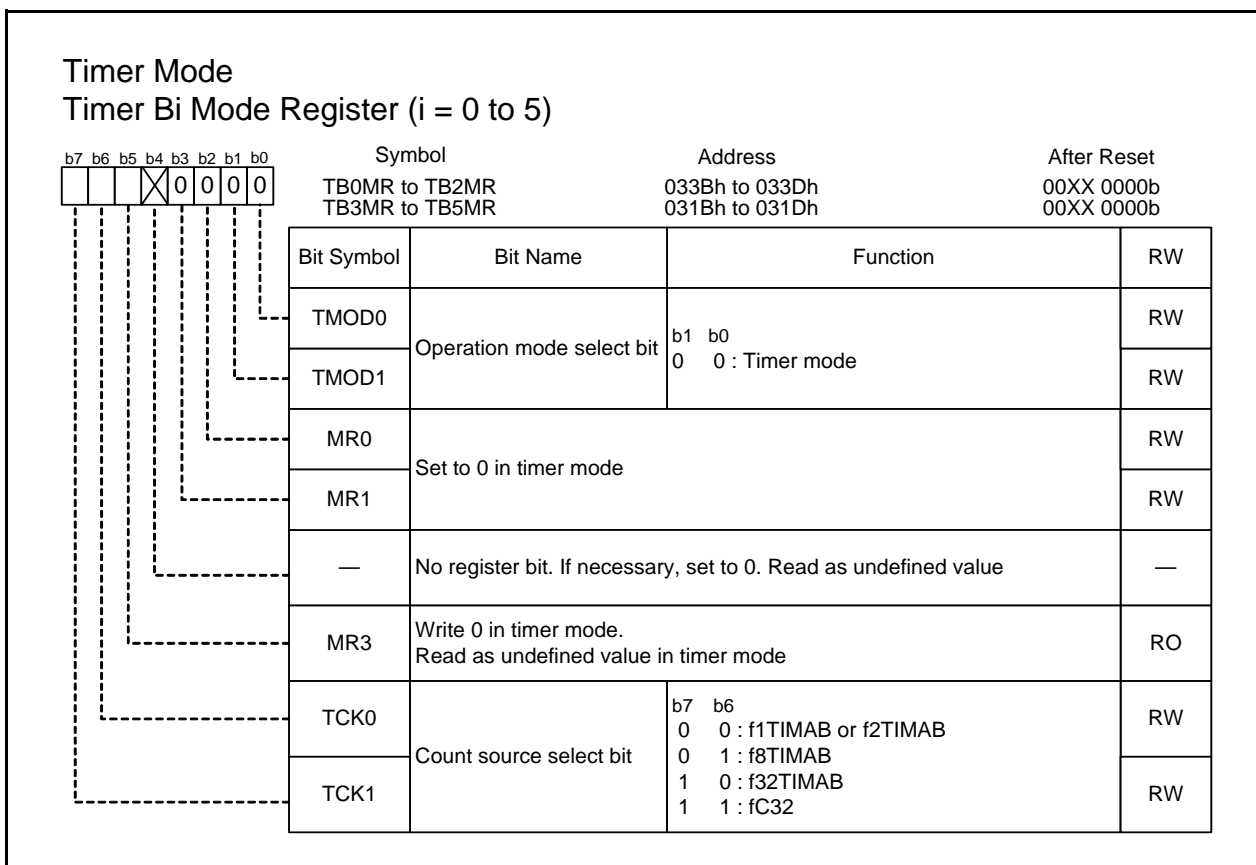 Timer Mode
Timer Bi Mode Register (i = 0 to 5)
b7 b6 b5 b4 b3 b2 b1 b0
0 0 0 0
Symbol Address After Reset
TB0MR to TB2MR 033Bh to 033Dh 00XX 0000b
TB3MR to TB5MR 031Bh to 031Dh 00XX 0000b
Bit Symbol Bit Name Function RW
TMOD0 RW
Operation mode select bit
b1 b0
0 0 : Timer mode
TMOD1 RW
MR0 RW
Set to 0 in timer mode
MR1 RW
— No register bit. If necessary, set to 0. Read as undefined value —
MR3 RO
Write 0 in timer mode.
Read as undefined value in timer mode
TCK0 RW
Count source select bit
b7 b6
0 0 : f1TIMAB or f2TIMAB
0 1 : f8TIMAB
1 0 : f32TIMAB
1 1 : fC32
TCK1 RW